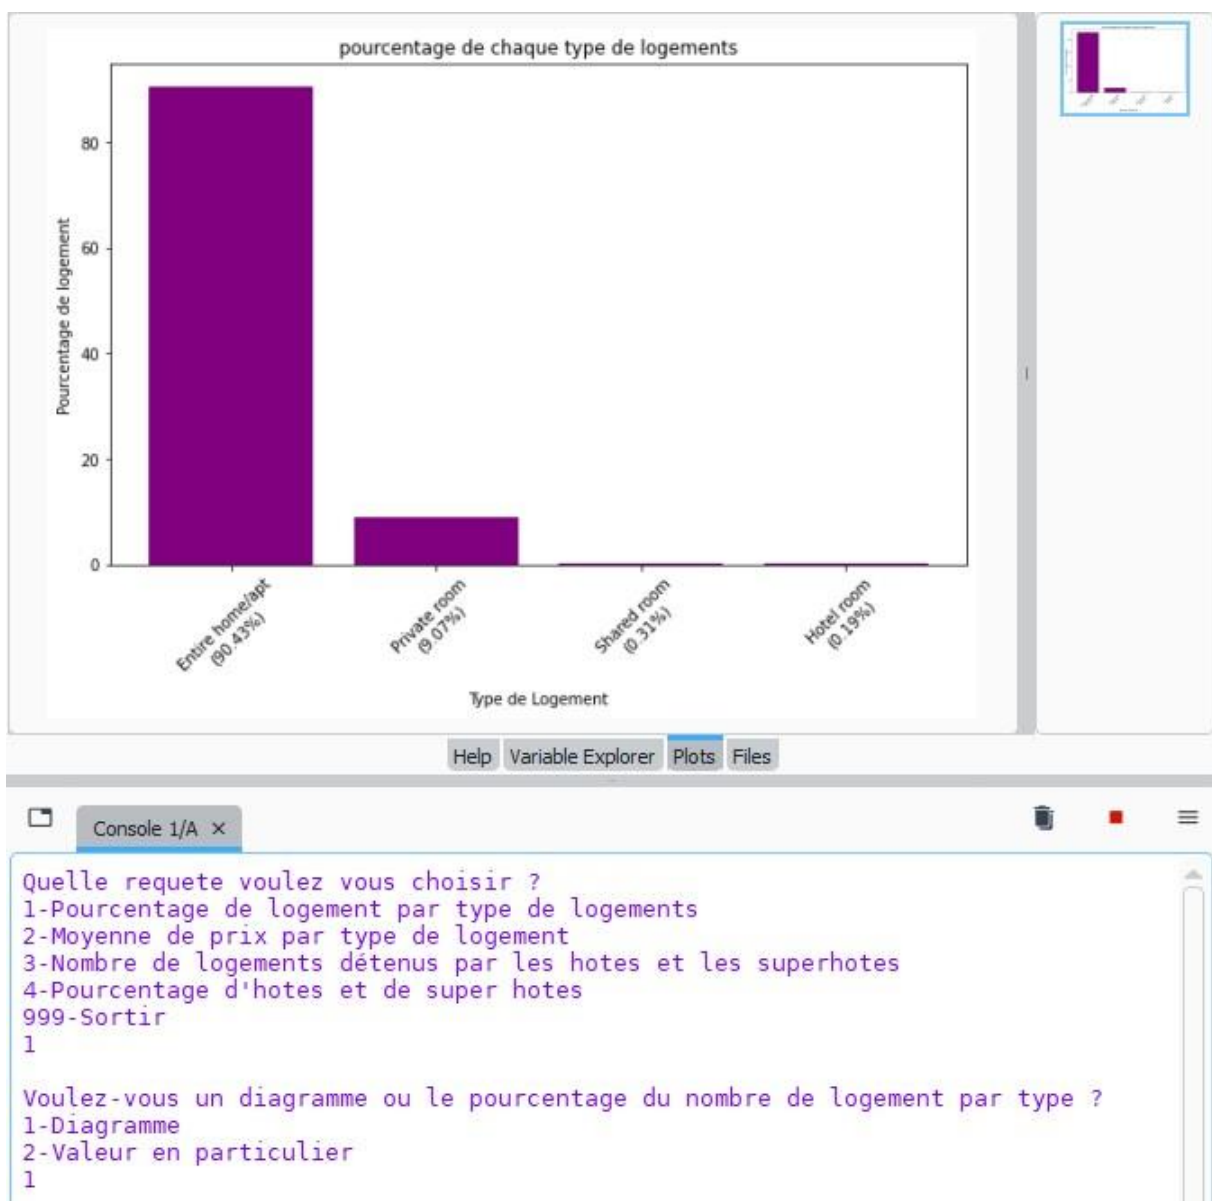 pourcentage de chaque type de logements
Pourcentage de logement
80
60
40
20
0
Entire home/apt
(90.43%)
Private room
(9.07%)
Shared room
(0.31%)
Hotel room
(0.19%)
Type de Logement
Help Variable Explorer Plots Files
Console 1/A ×
Quelle requete voulez vous choisir ?
1-Pourcentage de logement par type de logements
2-Moyenne de prix par type de logement
3-Nombre de logements détenus par les hotes et les superhotes
4-Pourcentage d'hotes et de super hotes
999-Sortir
1
Voulez-vous un diagramme ou le pourcentage du nombre de logement par type ?
1-Diagramme
2-Valeur en particulier
1